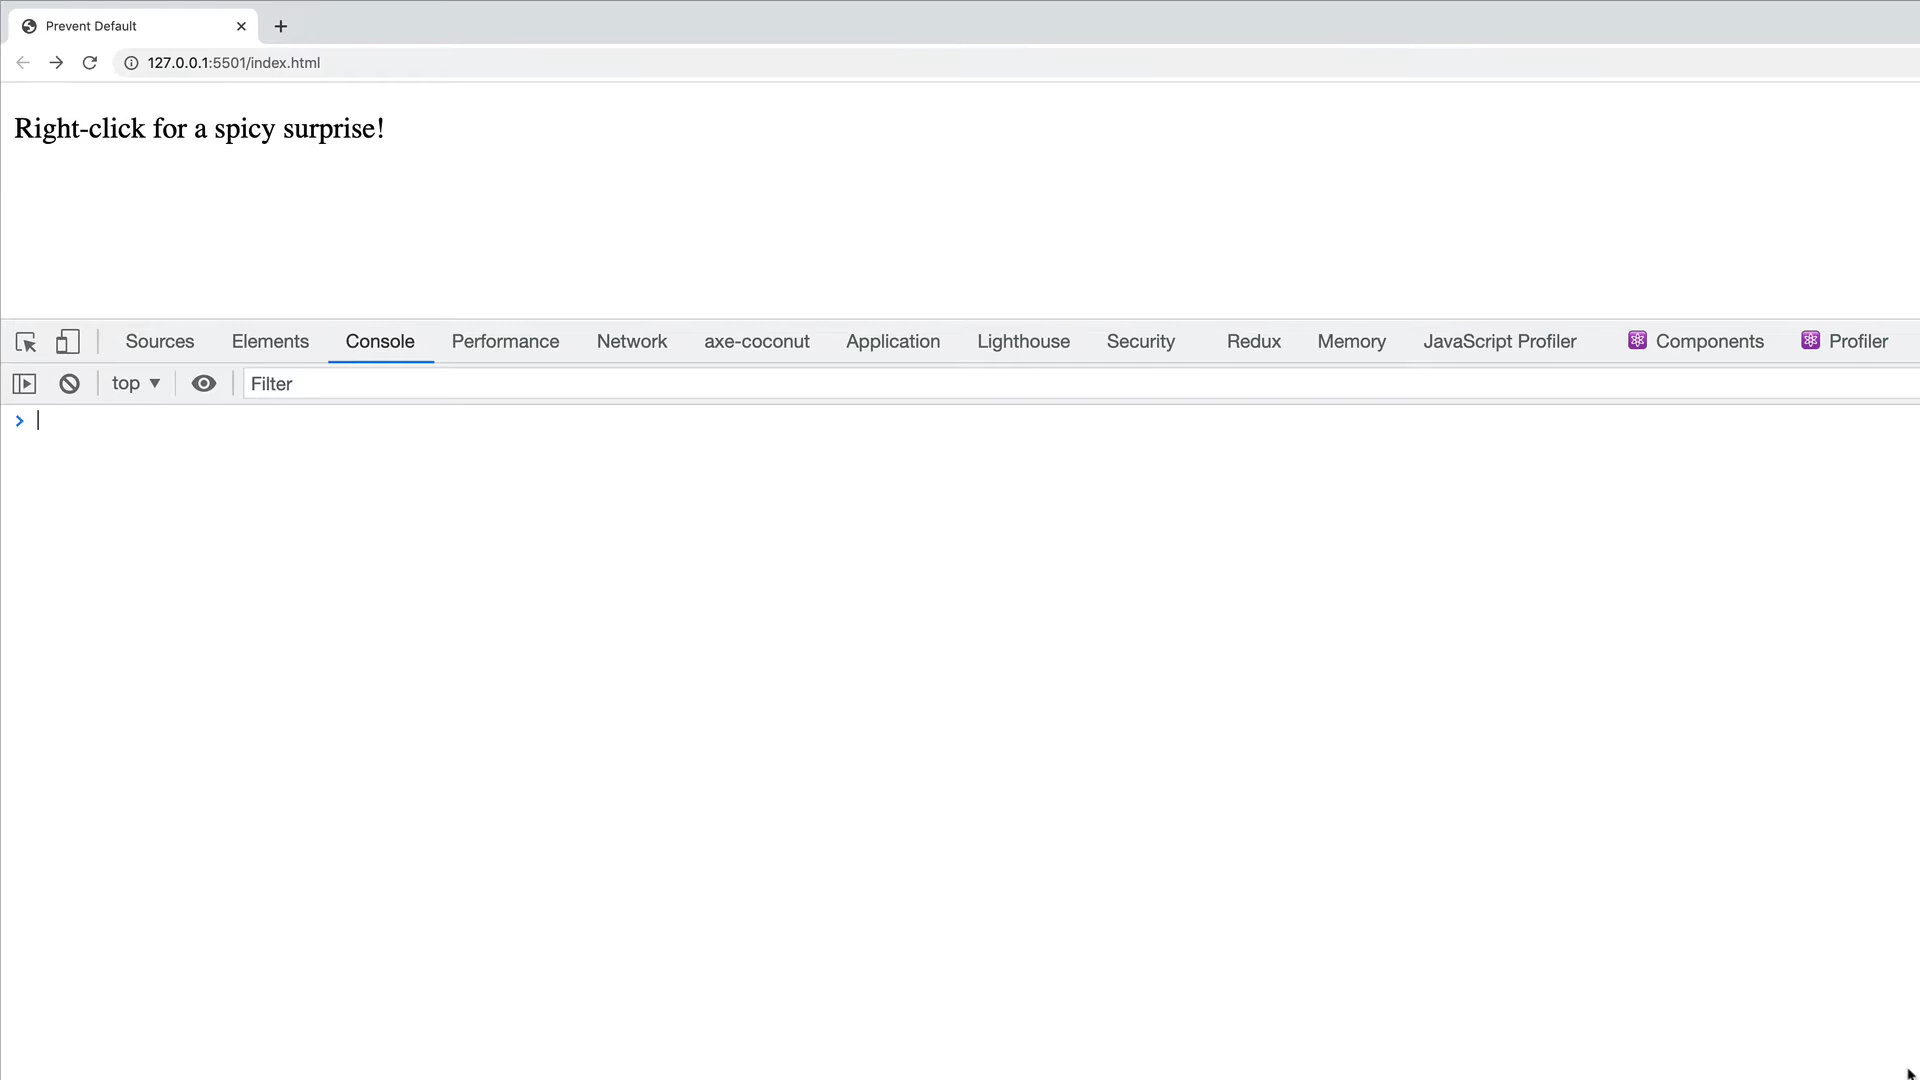 Prevent Default
127.0.0.1:5501/index.html
Right-click for a spicy surprise!
Sources Elements Console Performance Network axe-coconut Application Lighthouse Security Redux Memory JavaScript Profiler Components Profiler
top Filter